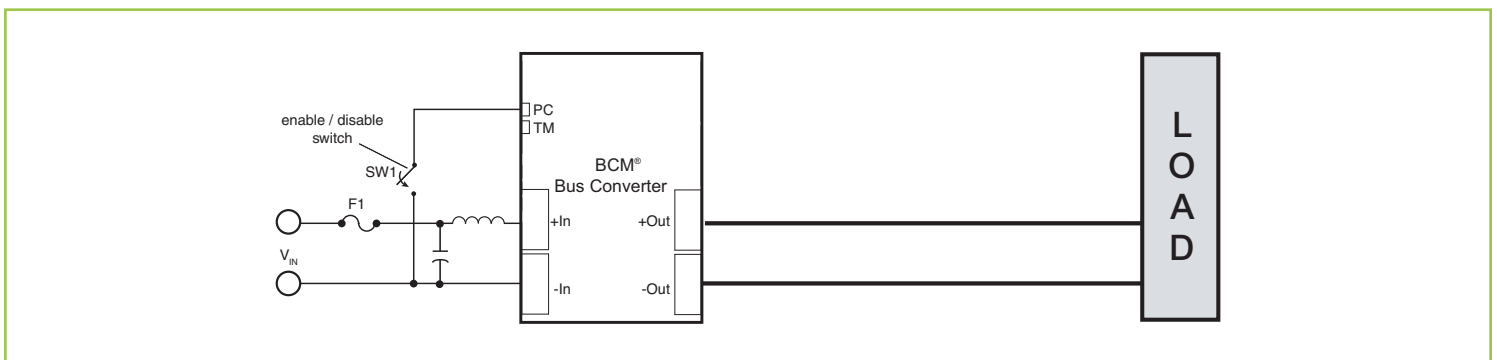 enable / disable
switch
SW1
F1
V_IN
PC
TM
BCM®
Bus Converter
+In
+Out
-In
-Out
L
O
A
D